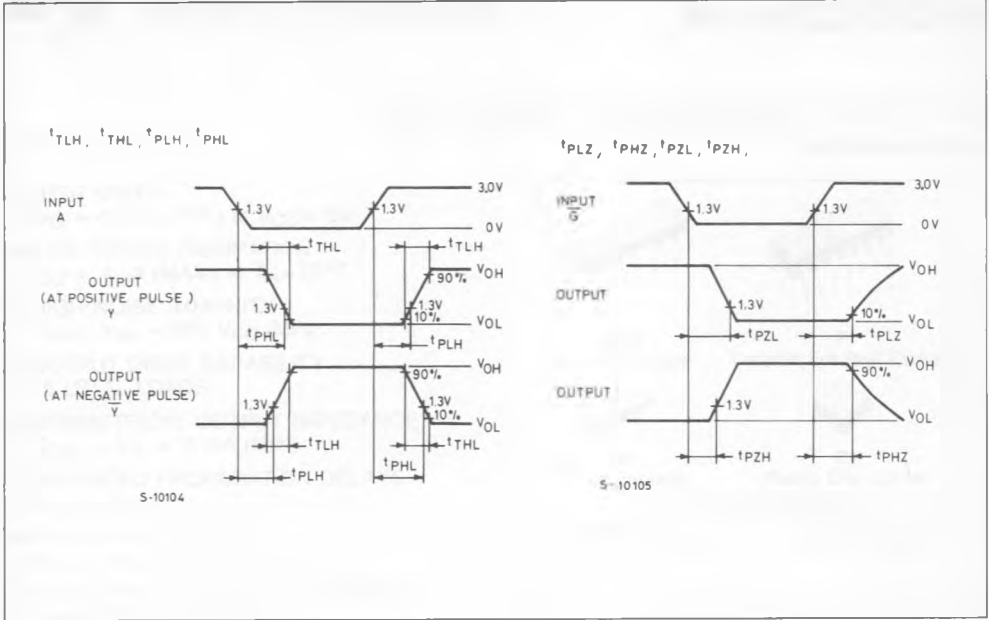 tTLH, tTHL, tPLH, tPHL
INPUT
A
1.3V
1.3V
3.0V
0V
tTHL
tTLH
OUTPUT
(AT POSITIVE PULSE)
Y
1.3V
90%
1.3V
10%
VOH
VOL
tPHL
tPLH
OUTPUT
(AT NEGATIVE PULSE)
Y
1.3V
90%
1.3V
10%
VOH
VOL
tTLH
tTHL
tPLH
tPHL
S-10104
tPLZ, tPHZ, tPZL, tPZH,
INPUT
G
1.3V
1.3V
3.0V
0V
OUTPUT
1.3V
10%
VOH
VOL
tPZL
tPLZ
OUTPUT
1.3V
90%
VOH
VOL
tPZH
tPHZ
S-10105